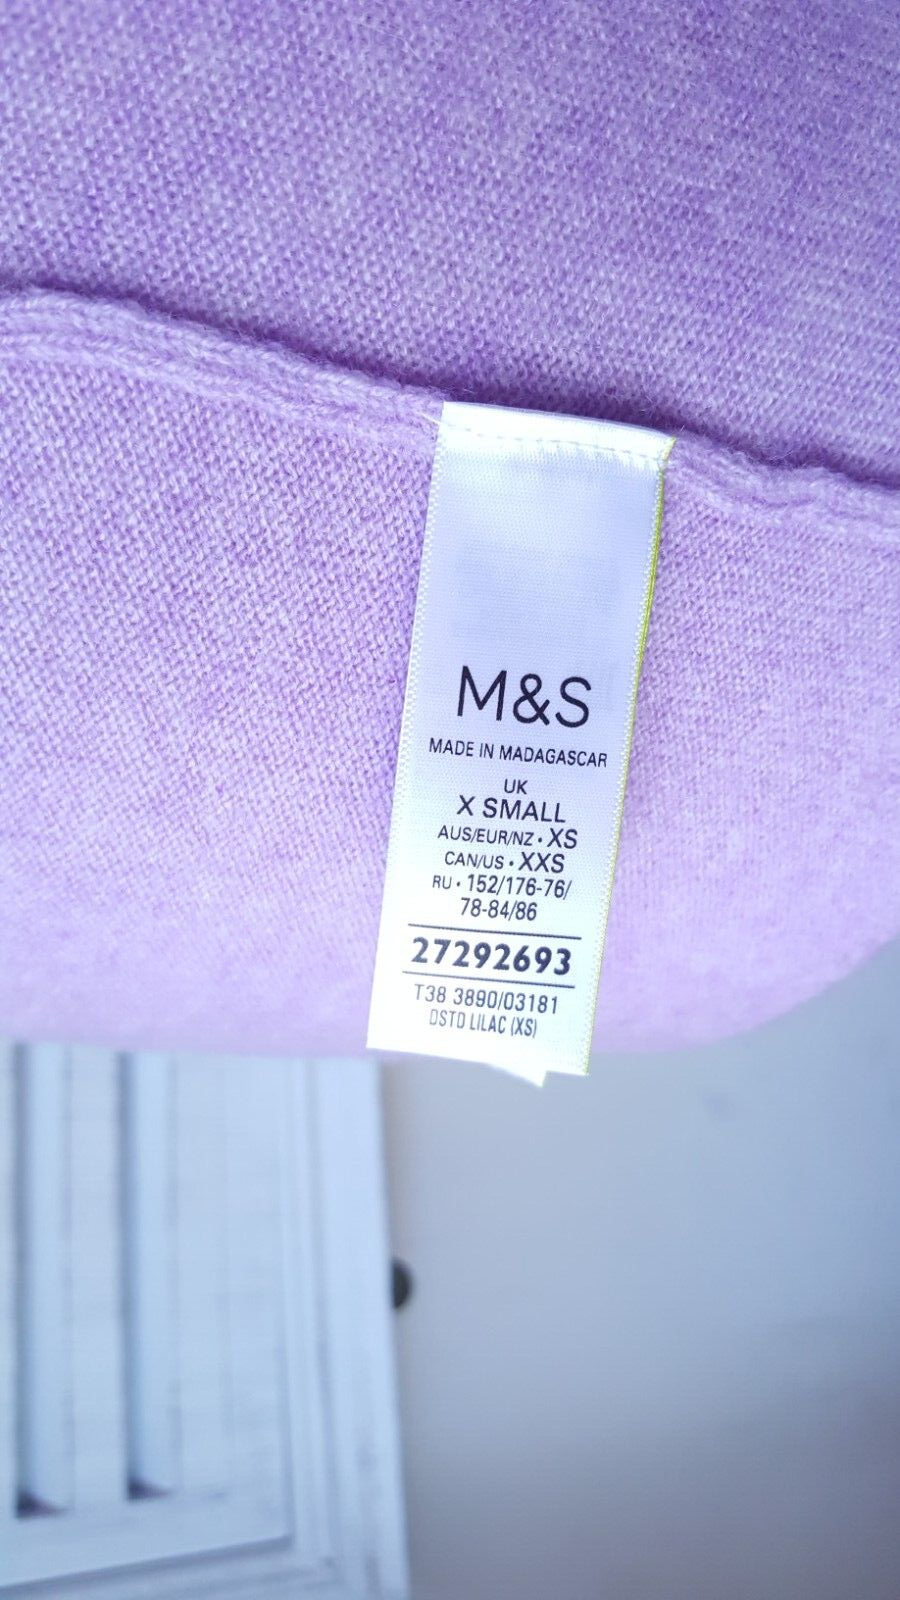 M&S
MADE IN MADAGASCAR
UK
X SMALL
AUS/EUR/NZ • XS
CAN/US • XXS
RU • 152/176-76/
78-84/86
27292693
T38 3890/03181
DSTD LILAC (XS)